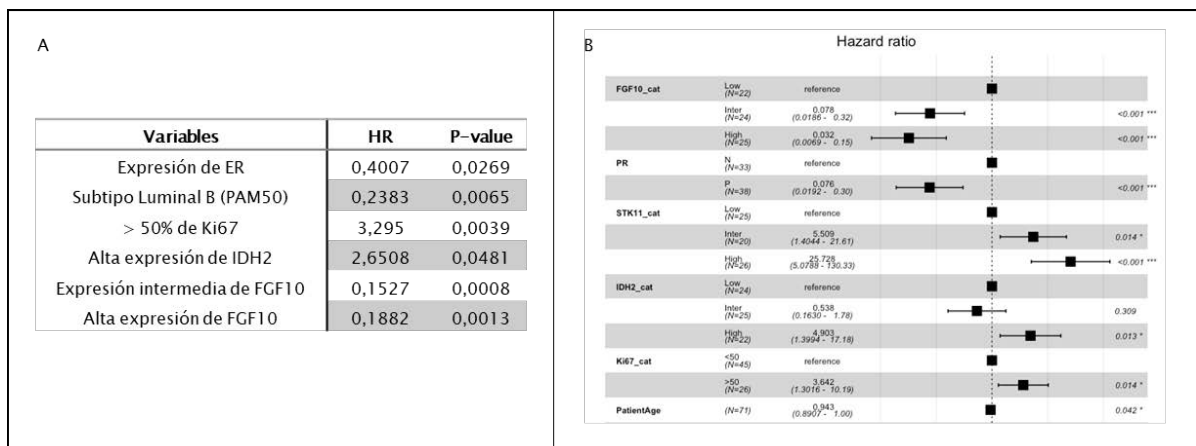 A
Variables HR P-value
Expresión de ER 0,4007 0,0269
Subtipo Luminal B (PAM50) 0,2383 0,0065
> 50% de Ki67 3,295 0,0039
Alta expresión de IDH2 2,6508 0,0481
Expresión intermedia de FGF10 0,1527 0,0008
Alta expresión de FGF10 0,1882 0,0013
B
Hazard ratio
FGF10_cat Low (N=22) reference
Inter (N=24) 0.078 (0.0186 - 0.32) <0.001 ***
High (N=25) 0.032 (0.0069 - 0.15) <0.001 ***
PR N (N=33) reference
P (N=38) 0.076 (0.0192 - 0.30) <0.001 ***
STK11_cat Low (N=25) reference
Inter (N=20) 5.509 (1.4044 - 21.61) 0.014 *
High (N=26) 25.728 (5.0788 - 130.33) <0.001 ***
IDH2_cat Low (N=24) reference
Inter (N=25) 0.538 (0.1630 - 1.78) 0.309
High (N=22) 4.903 (1.3994 - 17.18) 0.013 *
Ki67_cat <50 (N=45) reference
>50 (N=26) 3.642 (1.3016 - 10.19) 0.014 *
PatientAge (N=71) 0.943 (0.8907 - 1.00) 0.042 *